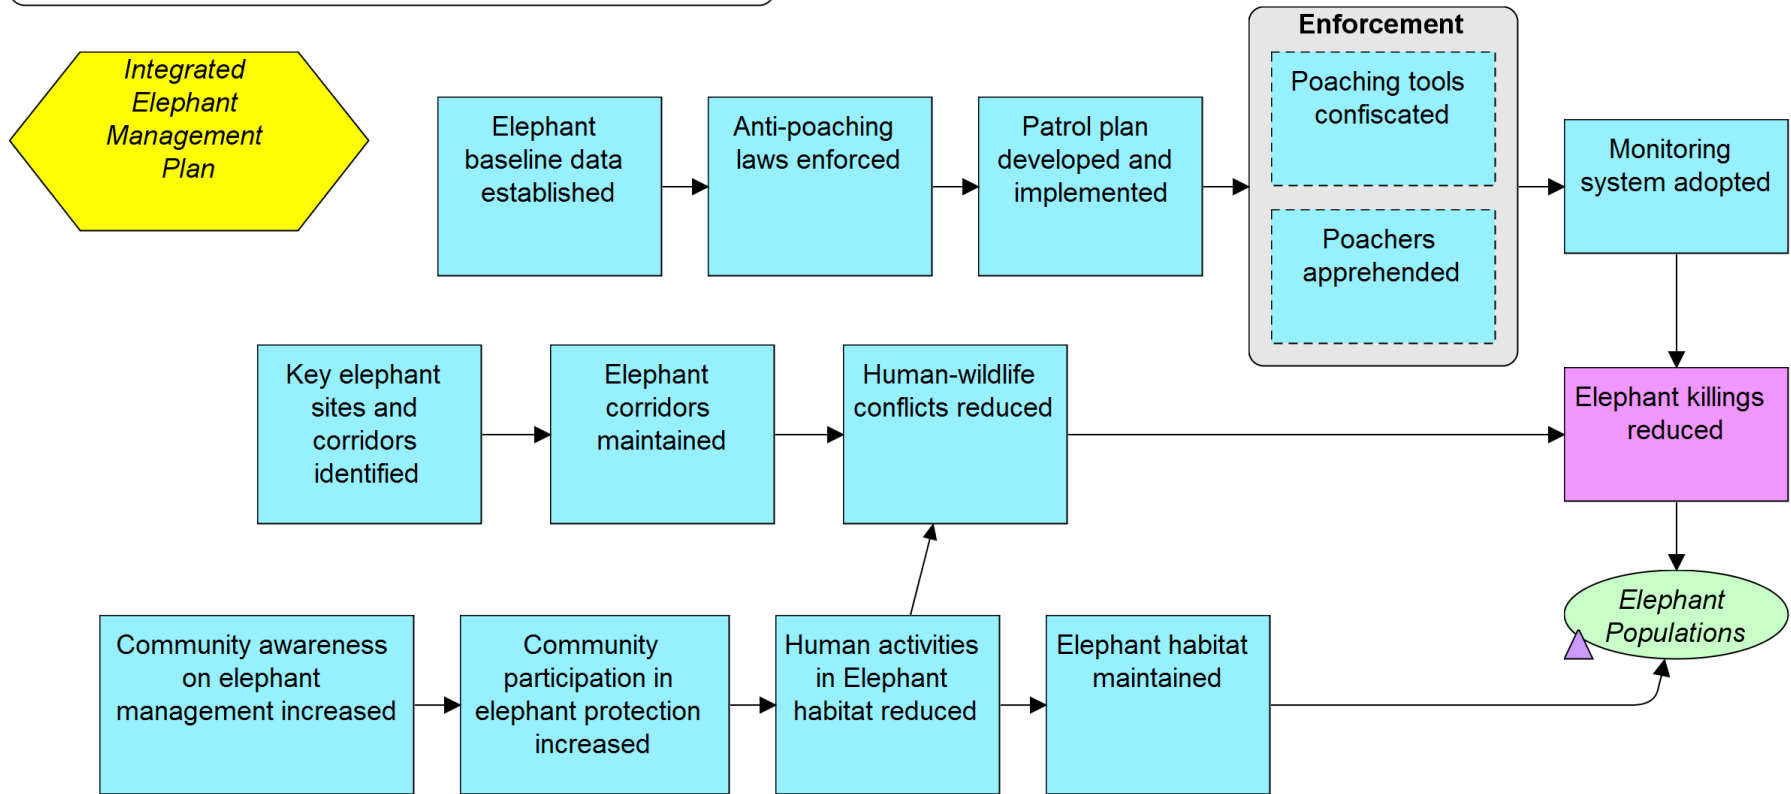 Integrated
Elephant
Management
Plan
Elephant
baseline data
established
Anti-poaching
laws enforced
Patrol plan
developed and
implemented
Enforcement
Poaching tools
confiscated
Poachers
apprehended
Monitoring
system adopted
Key elephant
sites and
corridors
identified
Elephant
corridors
maintained
Human-wildlife
conflicts reduced
Elephant killings
reduced
Community awareness
on elephant
management increased
Community
participation in
elephant protection
increased
Human activities
in Elephant
habitat reduced
Elephant habitat
maintained
Elephant
Populations